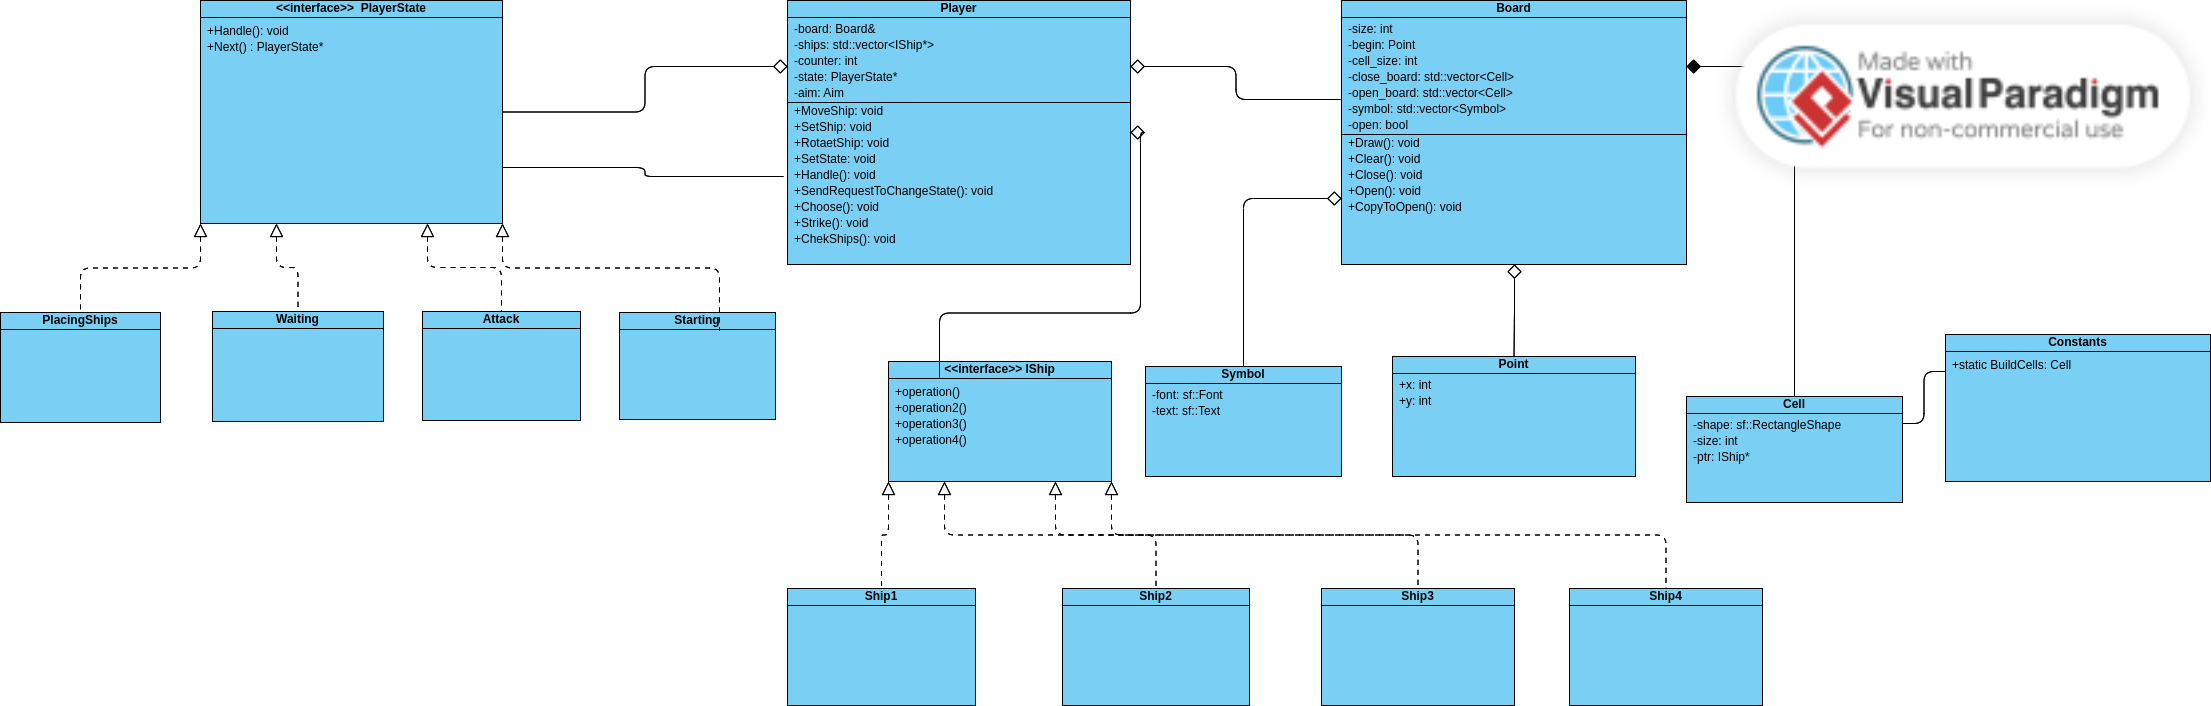 <<interface>> PlayerState
+Handle(): void
+Next() : PlayerState*
Player
-board: Board&
-ships: std::vector<IShip*>
-counter: int
-state: PlayerState*
-aim: Aim
+MoveShip: void
+SetShip: void
+RotaetShip: void
+SetState: void
+Handle(): void
+SendRequestToChangeState(): void
+Choose(): void
+Strike(): void
+ChekShips(): void
Board
-size: int
-begin: Point
-cell_size: int
-close_board: std::vector<Cell>
-open_board: std::vector<Cell>
-symbol: std::vector<Symbol>
-open: bool
+Draw(): void
+Clear(): void
+Close(): void
+Open(): void
+CopyToOpen(): void
Made with
Visual Paradigm
For non-commercial use
PlacingShips
Waiting
Attack
Starting
<<interface>> IShip
+operation()
+operation2()
+operation3()
+operation4()
Symbol
-font: sf::Font
-text: sf::Text
Point
+x: int
+y: int
Cell
-shape: sf::RectangleShape
-size: int
-ptr: IShip*
Constants
+static BuildCells: Cell
Ship1
Ship2
Ship3
Ship4